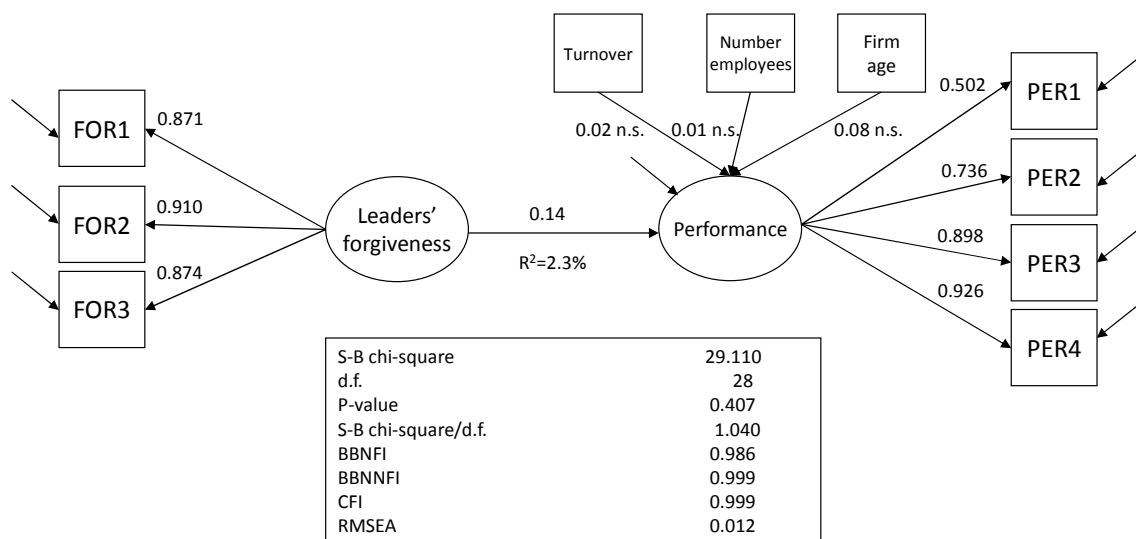 Turnover
Number
employees
Firm
age
0.02 n.s.
0.01 n.s.
0.08 n.s.
FOR1
0.871
FOR2
0.910
FOR3
0.874
Leaders’
forgiveness
0.14
R²=2.3%
Performance
0.502
PER1
0.736
PER2
0.898
PER3
0.926
PER4
S-B chi-square 29.110
d.f. 28
P-value 0.407
S-B chi-square/d.f. 1.040
BBNFI 0.986
BBNNFI 0.999
CFI 0.999
RMSEA 0.012